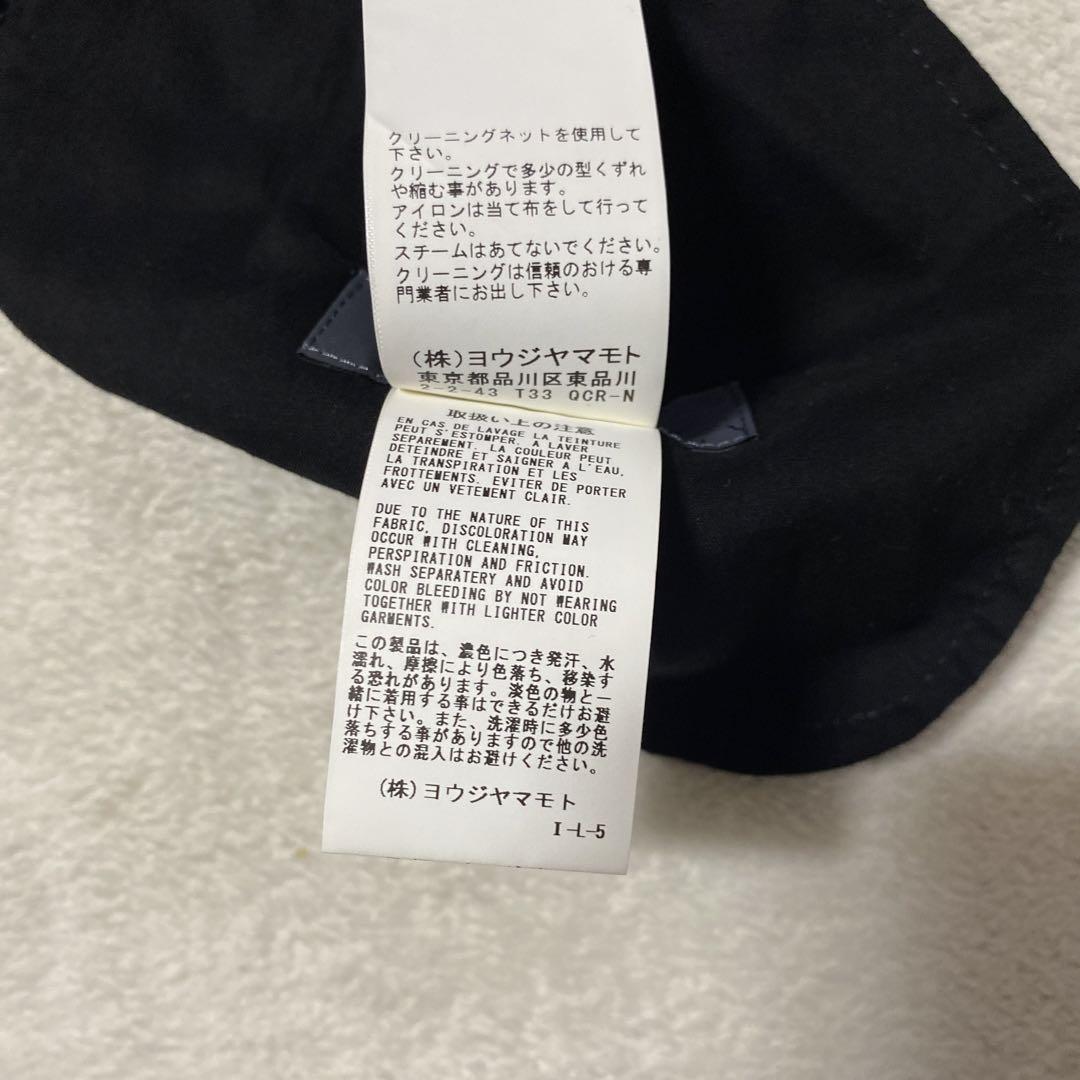 クリーニングネットを使用して
下さい。
クリーニングで多少の型くずれ
や縮む事があります。
アイロンは当て布をして行って
ください。
スチームはあてないでください。
クリーニングは信頼のおける専
門業者にお出し下さい。
(株)ヨウジヤマモト
東京都品川区東品川
2-2-43 T33 QCR-N
取扱い上の注意
EN CAS DE LAVAGE LA TEINTURE
PEUT S'ESTOMPER. A LAVER
SEPAREMENT. LA COULEUR PEUT
DETEINDRE ET SAIGNER A L'EAU,
LA TRANSPIRATION ET LES
FROTTEMENTS. EVITER DE PORTER
AVEC UN VETEMENT CLAIR.
DUE TO THE NATURE OF THIS
FABRIC, DISCOLORATION MAY
OCCUR WITH CLEANING,
PERSPIRATION AND FRICTION.
WASH SEPARATERY AND AVOID
COLOR BLEEDING BY NOT WEARING
TOGETHER WITH LIGHTER COLOR
GARMENTS.
この製品は、濃色につき発汗、水
濡れ、摩擦により色落ち、移染す
る恐れがあります。淡色の物と一
緒に着用する事はできるだけお避
け下さい。また、洗濯時に多少色
落ちする事がありますので他の洗
濯物との混入はお避けください。
(株)ヨウジヤマモト
I-L-5